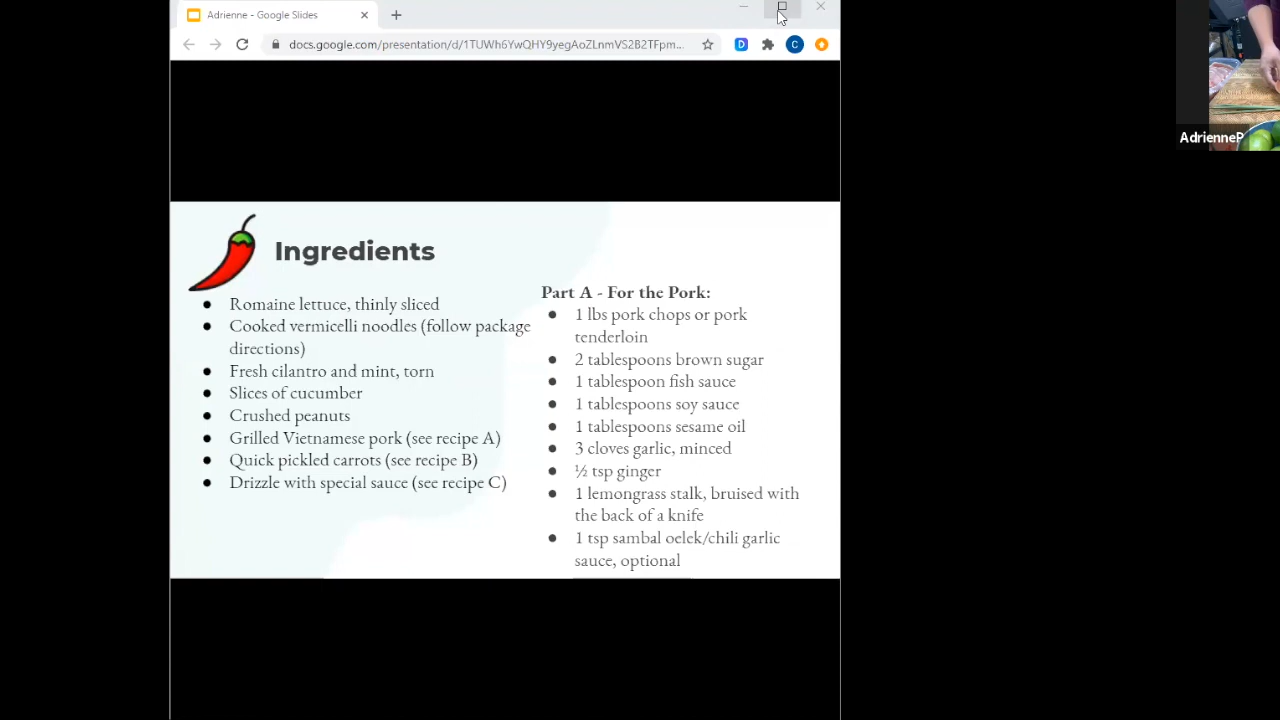 Adrienne - Google Slides
docs.google.com/presentation/d/1TUWh6YwQHY9yegAoZLnmVS2B2TFpm...
D
C
AdrienneP
Ingredients
Romaine lettuce, thinly sliced
Cooked vermicelli noodles (follow package
directions)
Fresh cilantro and mint, torn
Slices of cucumber
Crushed peanuts
Grilled Vietnamese pork (see recipe A)
Quick pickled carrots (see recipe B)
Drizzle with special sauce (see recipe C)
Part A - For the Pork:
1 lbs pork chops or pork
tenderloin
2 tablespoons brown sugar
1 tablespoon fish sauce
1 tablespoons soy sauce
1 tablespoons sesame oil
3 cloves garlic, minced
½ tsp ginger
1 lemongrass stalk, bruised with
the back of a knife
1 tsp sambal oelek/chili garlic
sauce, optional